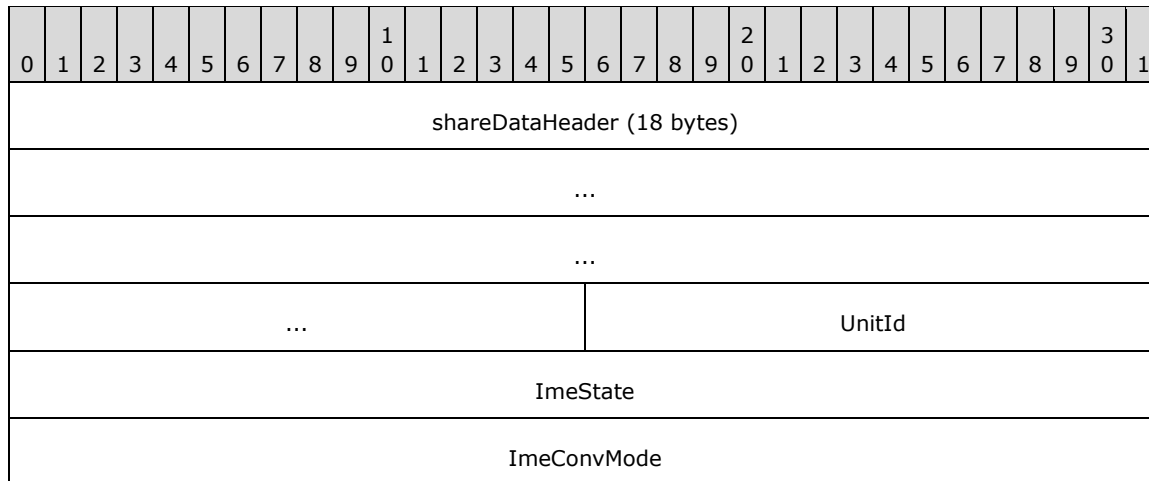 1 2 3
0 1 2 3 4 5 6 7 8 9 0 1 2 3 4 5 6 7 8 9 0 1 2 3 4 5 6 7 8 9 0 1
shareDataHeader (18 bytes)
...
...
... UnitId
ImeState
ImeConvMode